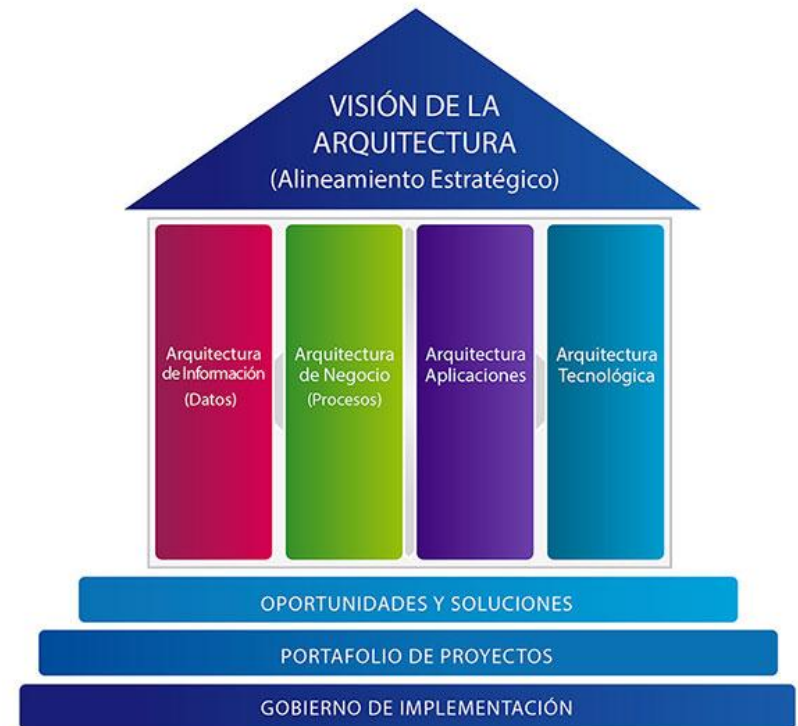 VISIÓN DE LA
ARQUITECTURA
(Alineamiento Estratégico)
Arquitectura
de Información
(Datos)
Arquitectura
de Negocio
(Procesos)
Arquitectura
Aplicaciones
Arquitectura
Tecnológica
OPORTUNIDADES Y SOLUCIONES
PORTAFOLIO DE PROYECTOS
GOBIERNO DE IMPLEMENTACIÓN